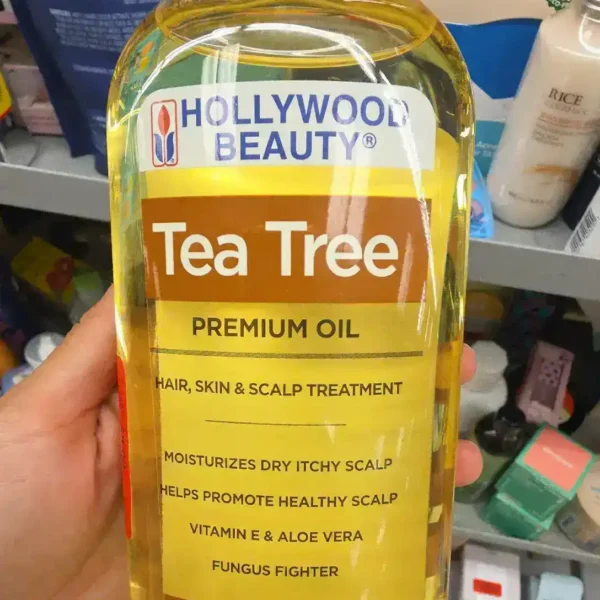 HOLLYWOOD
BEAUTY®
Tea Tree
PREMIUM OIL
HAIR, SKIN & SCALP TREATMENT
MOISTURIZES DRY ITCHY SCALP
HELPS PROMOTE HEALTHY SCALP
VITAMIN E & ALOE VERA
FUNGUS FIGHTER
RICE